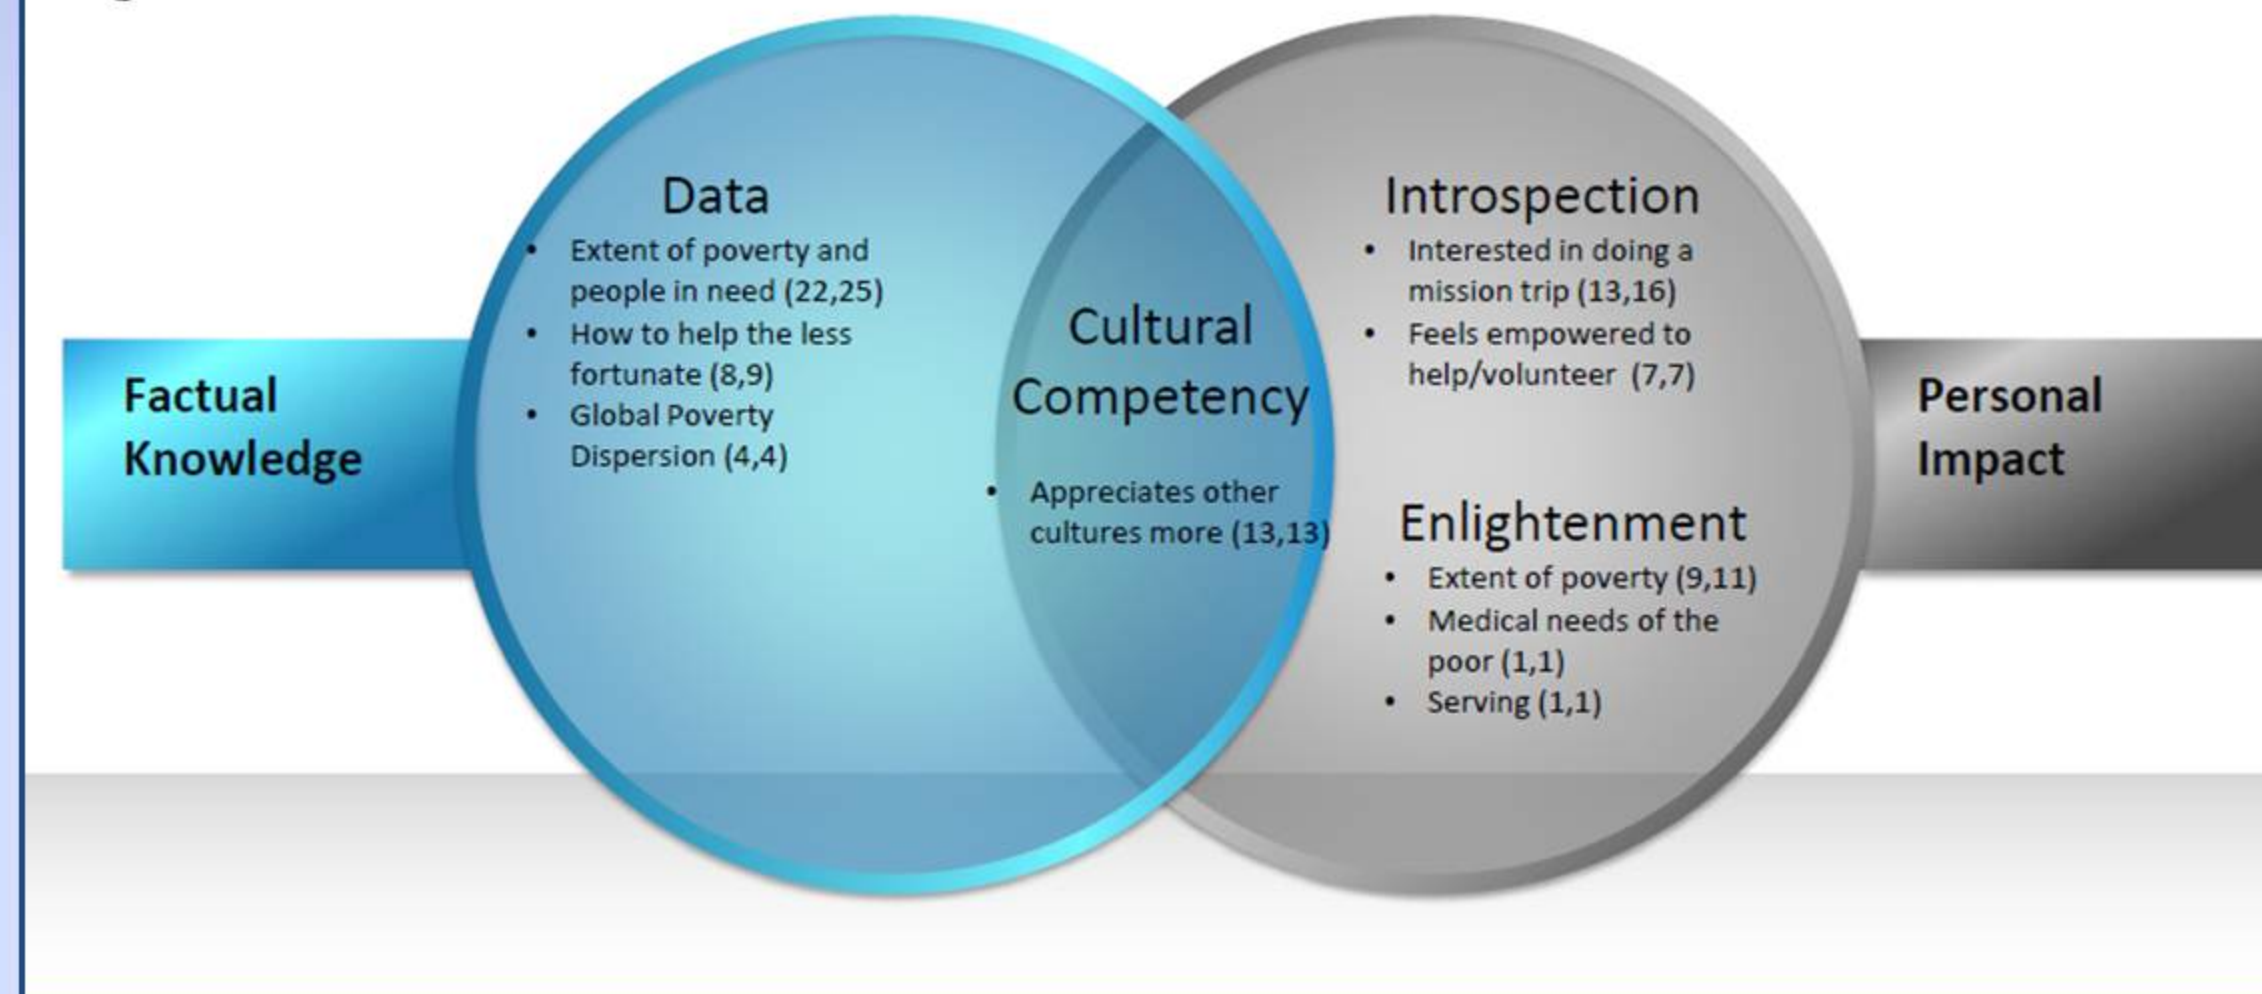 Factual
Knowledge
Data
• Extent of poverty and
people in need (22,25)
• How to help the less
fortunate (8,9)
• Global Poverty
Dispersion (4,4)
Cultural
Competency
• Appreciates other
cultures more (13,13)
Introspection
• Interested in doing a
mission trip (13,16)
• Feels empowered to
help/volunteer (7,7)
Enlightenment
• Extent of poverty (9,11)
• Medical needs of the
poor (1,1)
• Serving (1,1)
Personal
Impact